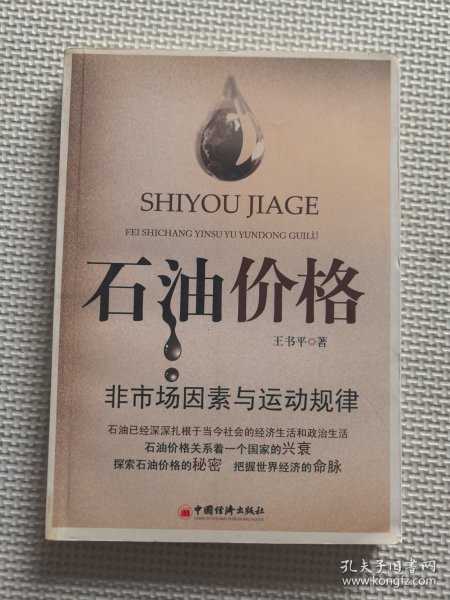 SHIYOU JIAGE
FEI SHICHANG YINSU YU YUNDONG GUILÜ
石油价格
王书平◎著
非市场因素与运动规律
石油已经深深扎根于当今社会的经济生活和政治生活
石油价格关系着一个国家的兴衰
探索石油价格的秘密 把握世界经济的命脉
中国经济出版社
CHINA ECONOMIC PUBLISHING HOUSE
孔夫子旧书网
www.kongfz.com